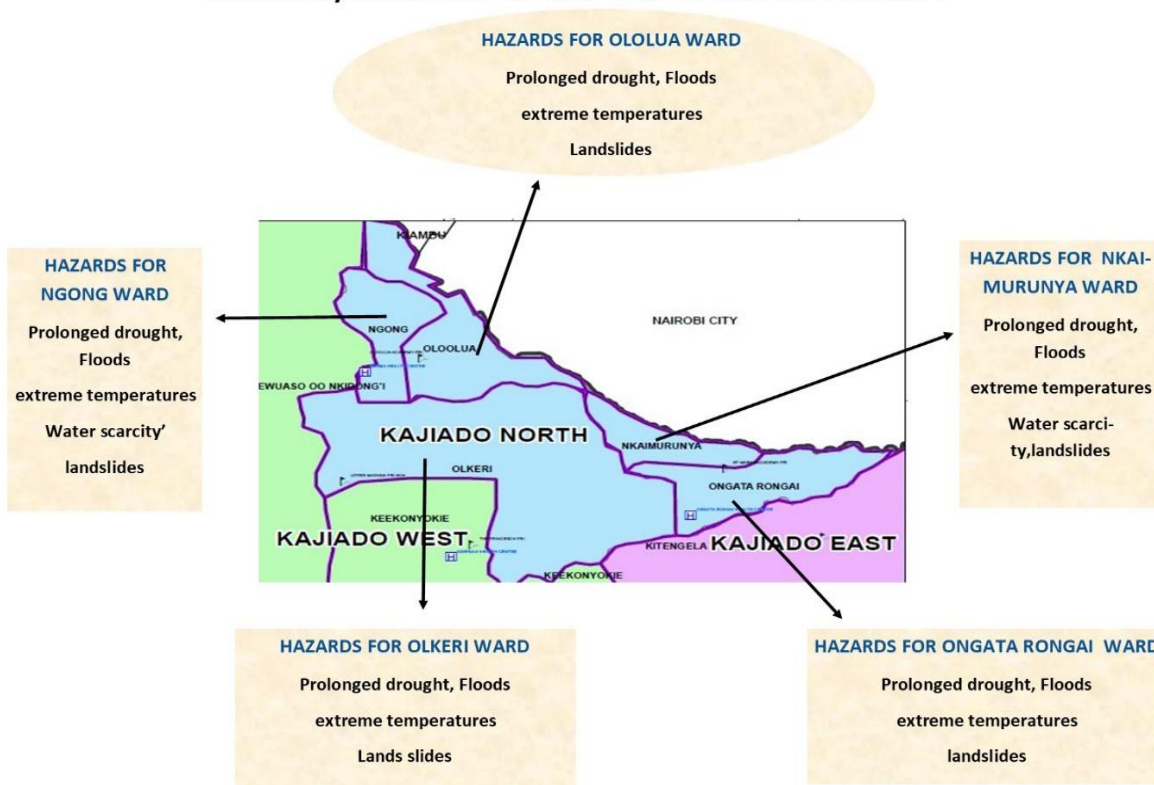 HAZARDS FOR OLOLUA WARD
Prolonged drought, Floods
extreme temperatures
Landslides
HAZARDS FOR
NGONG WARD
Prolonged drought,
Floods
extreme temperatures
Water scarcity’
landslides
HAZARDS FOR NKAI-
MURUNYA WARD
Prolonged drought,
Floods
extreme temperatures
Water scarci-
ty,landslides
KIAMBU
NAIROBI CITY
NGONG
OLOOLUA
EWUASO OO NKIDONG'I
KAJIADO NORTH
NKAIMURUNYA
OLKERI
ONGATA RONGAI
KEEKONYOKIE
KAJIADO WEST
KITENGELA
KAJIADO EAST
KEEKONYOKIE
H
H
H
HAZARDS FOR OLKERI WARD
Prolonged drought, Floods
extreme temperatures
Lands slides
HAZARDS FOR ONGATA RONGAI WARD
Prolonged drought, Floods
extreme temperatures
landslides